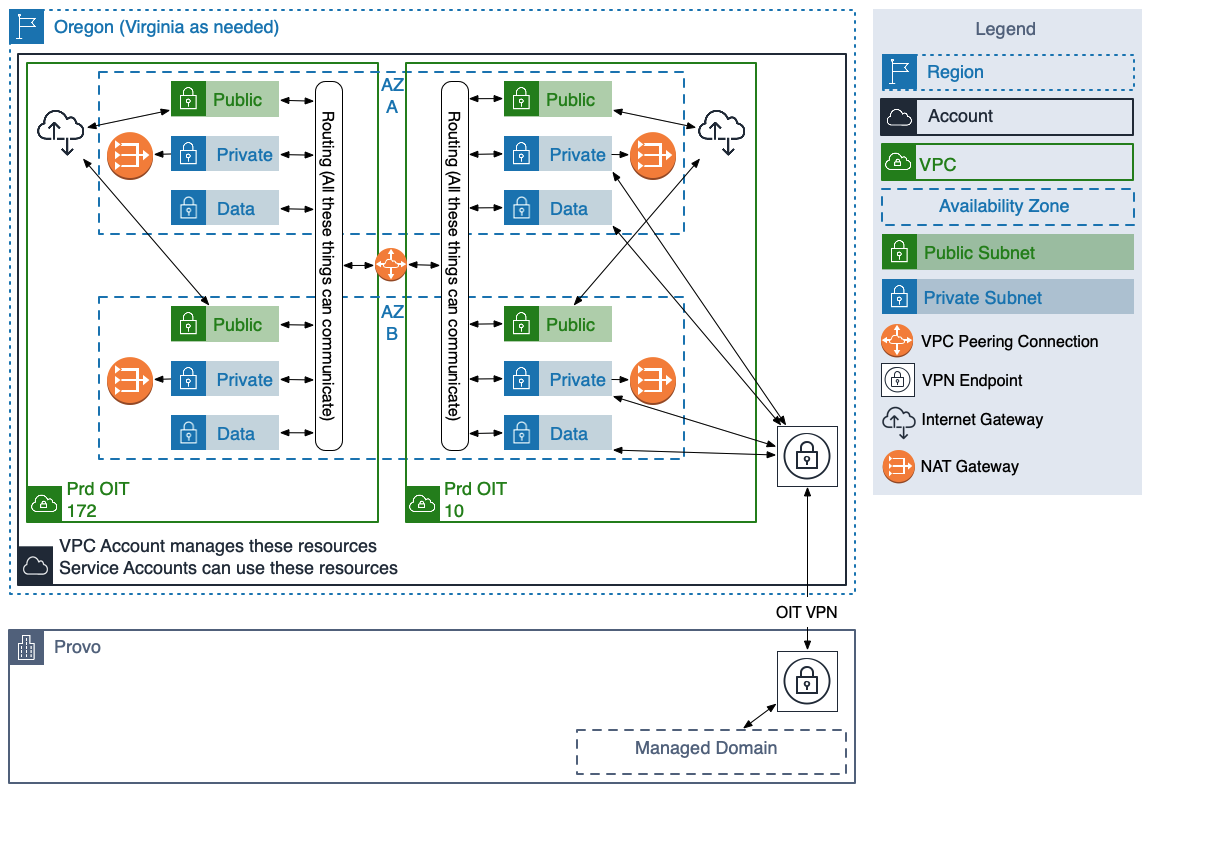 Oregon (Virginia as needed)
AZ
A
Public
Private
Data
Routing (All these things can communicate)
Routing (All these things can communicate)
Public
Private
Data
AZ
B
Public
Private
Data
Public
Private
Data
Prd OIT
172
Prd OIT
10
VPC Account manages these resources
Service Accounts can use these resources
OIT VPN
Provo
Managed Domain
Legend
Region
Account
VPC
Availability Zone
Public Subnet
Private Subnet
VPC Peering Connection
VPN Endpoint
Internet Gateway
NAT Gateway